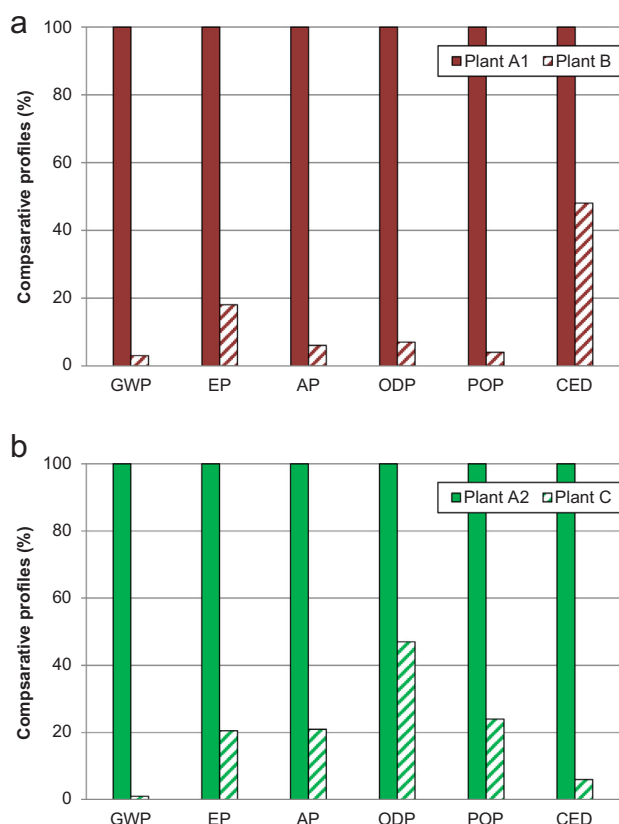 a
100
80
60
40
20
0
Compsarative profiles (%)
Plant A1 Plant B
GWP EP AP ODP POP CED
b
100
80
60
40
20
0
Compsarative profiles (%)
Plant A2 Plant C
GWP EP AP ODP POP CED